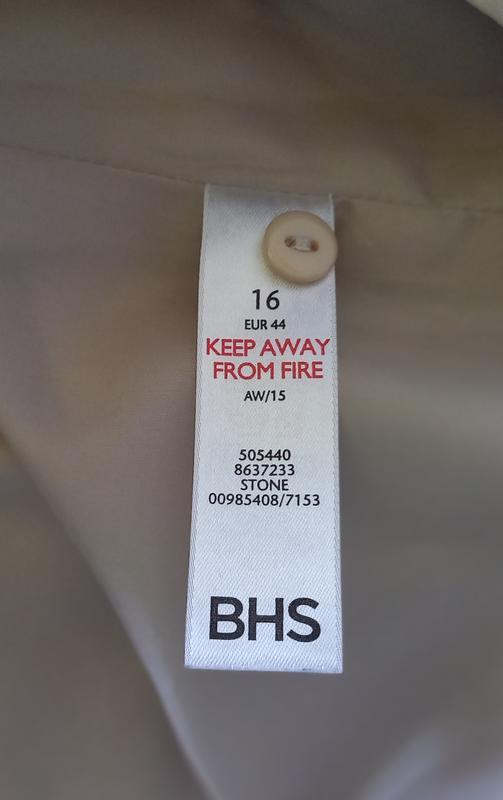 16
EUR 44
KEEP AWAY
FROM FIRE
AW/15
505440
8637233
STONE
00985408/7153
BHS